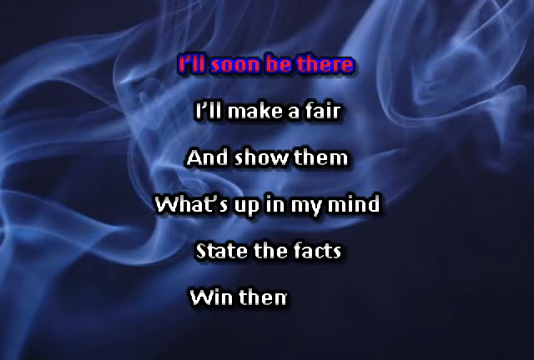 I'll soon be there
I'll make a fair
And show them
What's up in my mind
State the facts
Win